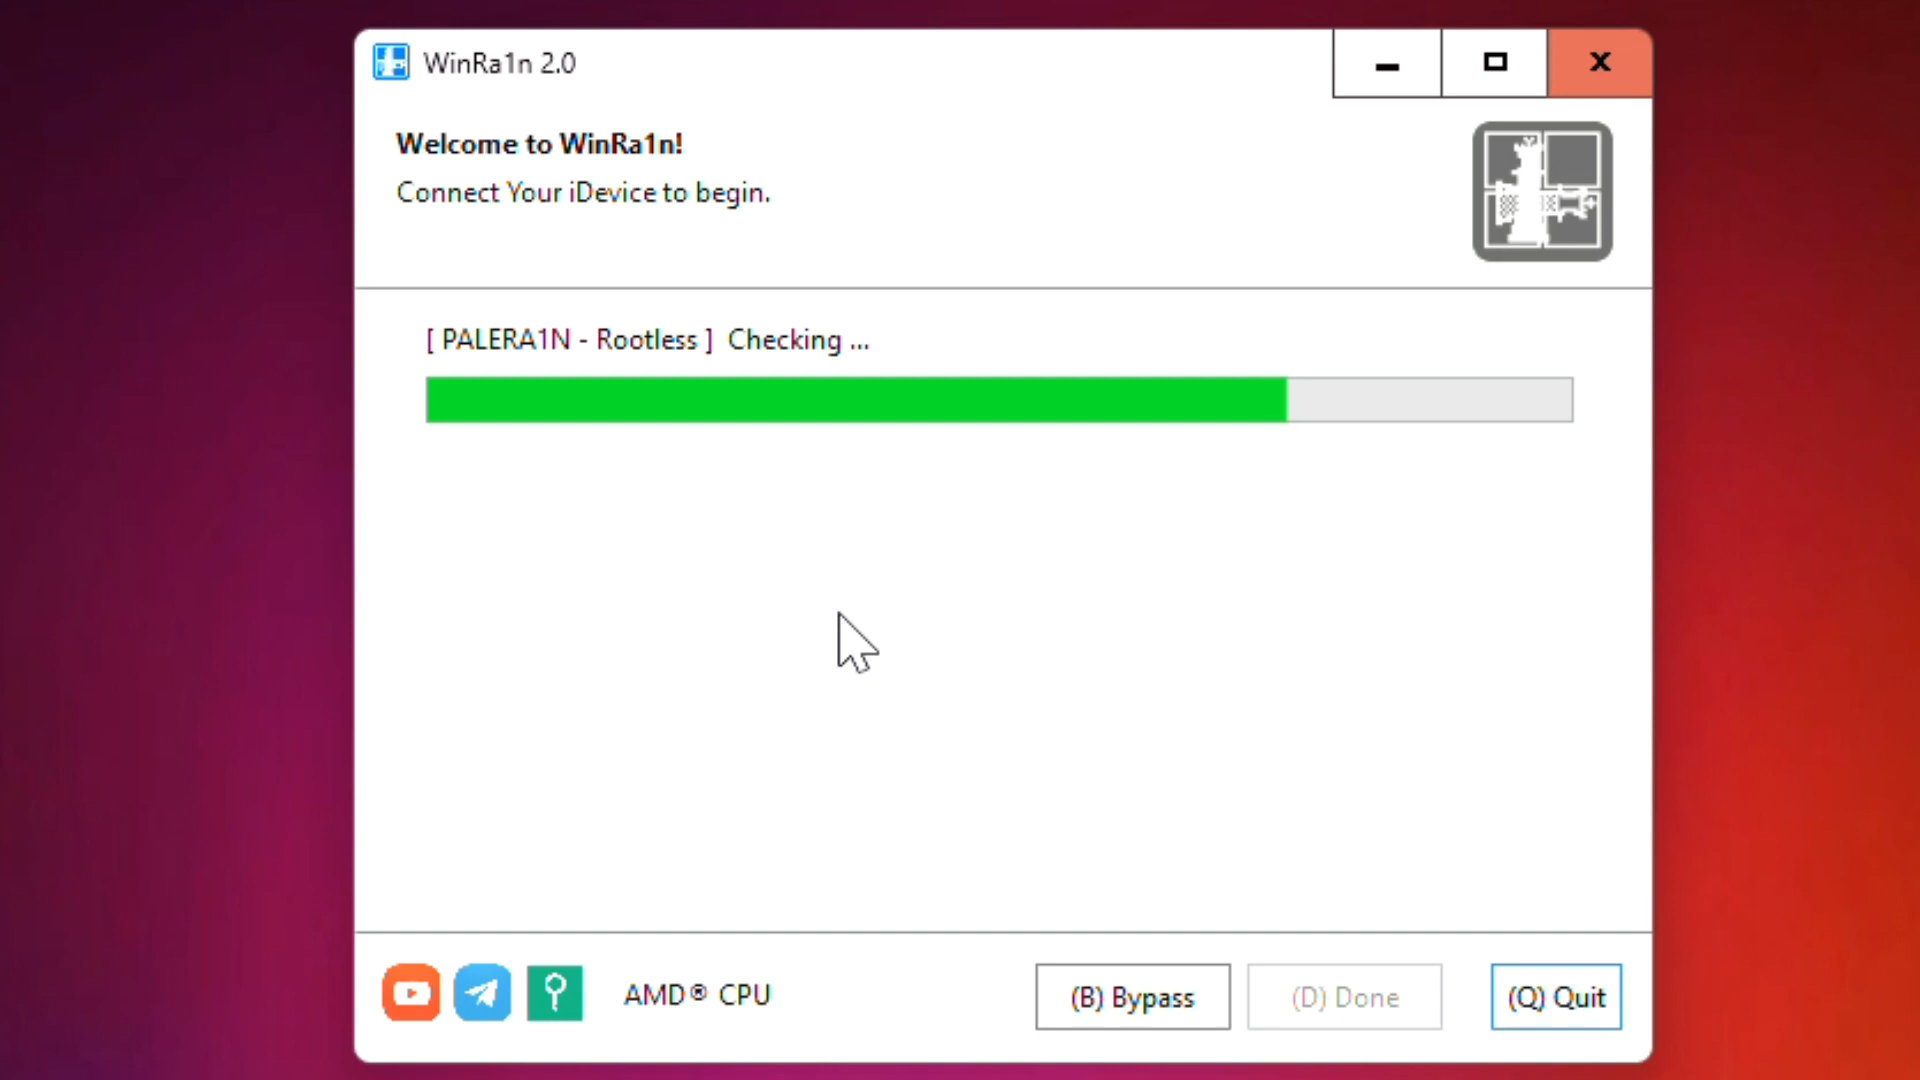 WinRa1n 2.0
Welcome to WinRa1n!
Connect Your iDevice to begin.
[ PALERA1N - Rootless ] Checking ...
AMD® CPU
(B) Bypass
(D) Done
(Q) Quit